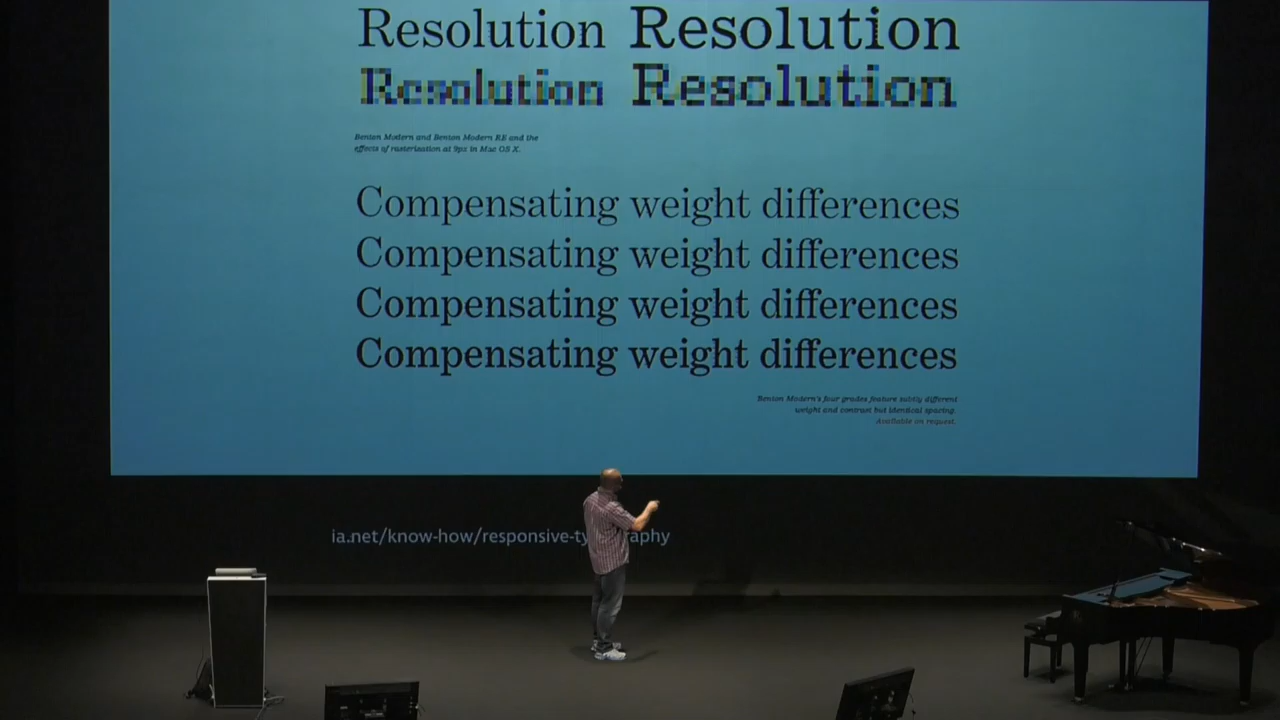 Resolution Resolution
Resolution Resolution
Benton Modern and Benton Modern RE and the
effects of rasterisation at 9px in Mac OS X.
Compensating weight differences
Compensating weight differences
Compensating weight differences
Compensating weight differences
Benton Modern's four grades feature subtly different
weight and contrast but identical spacing.
Available on request.
ia.net/know-how/responsive-ty aphy